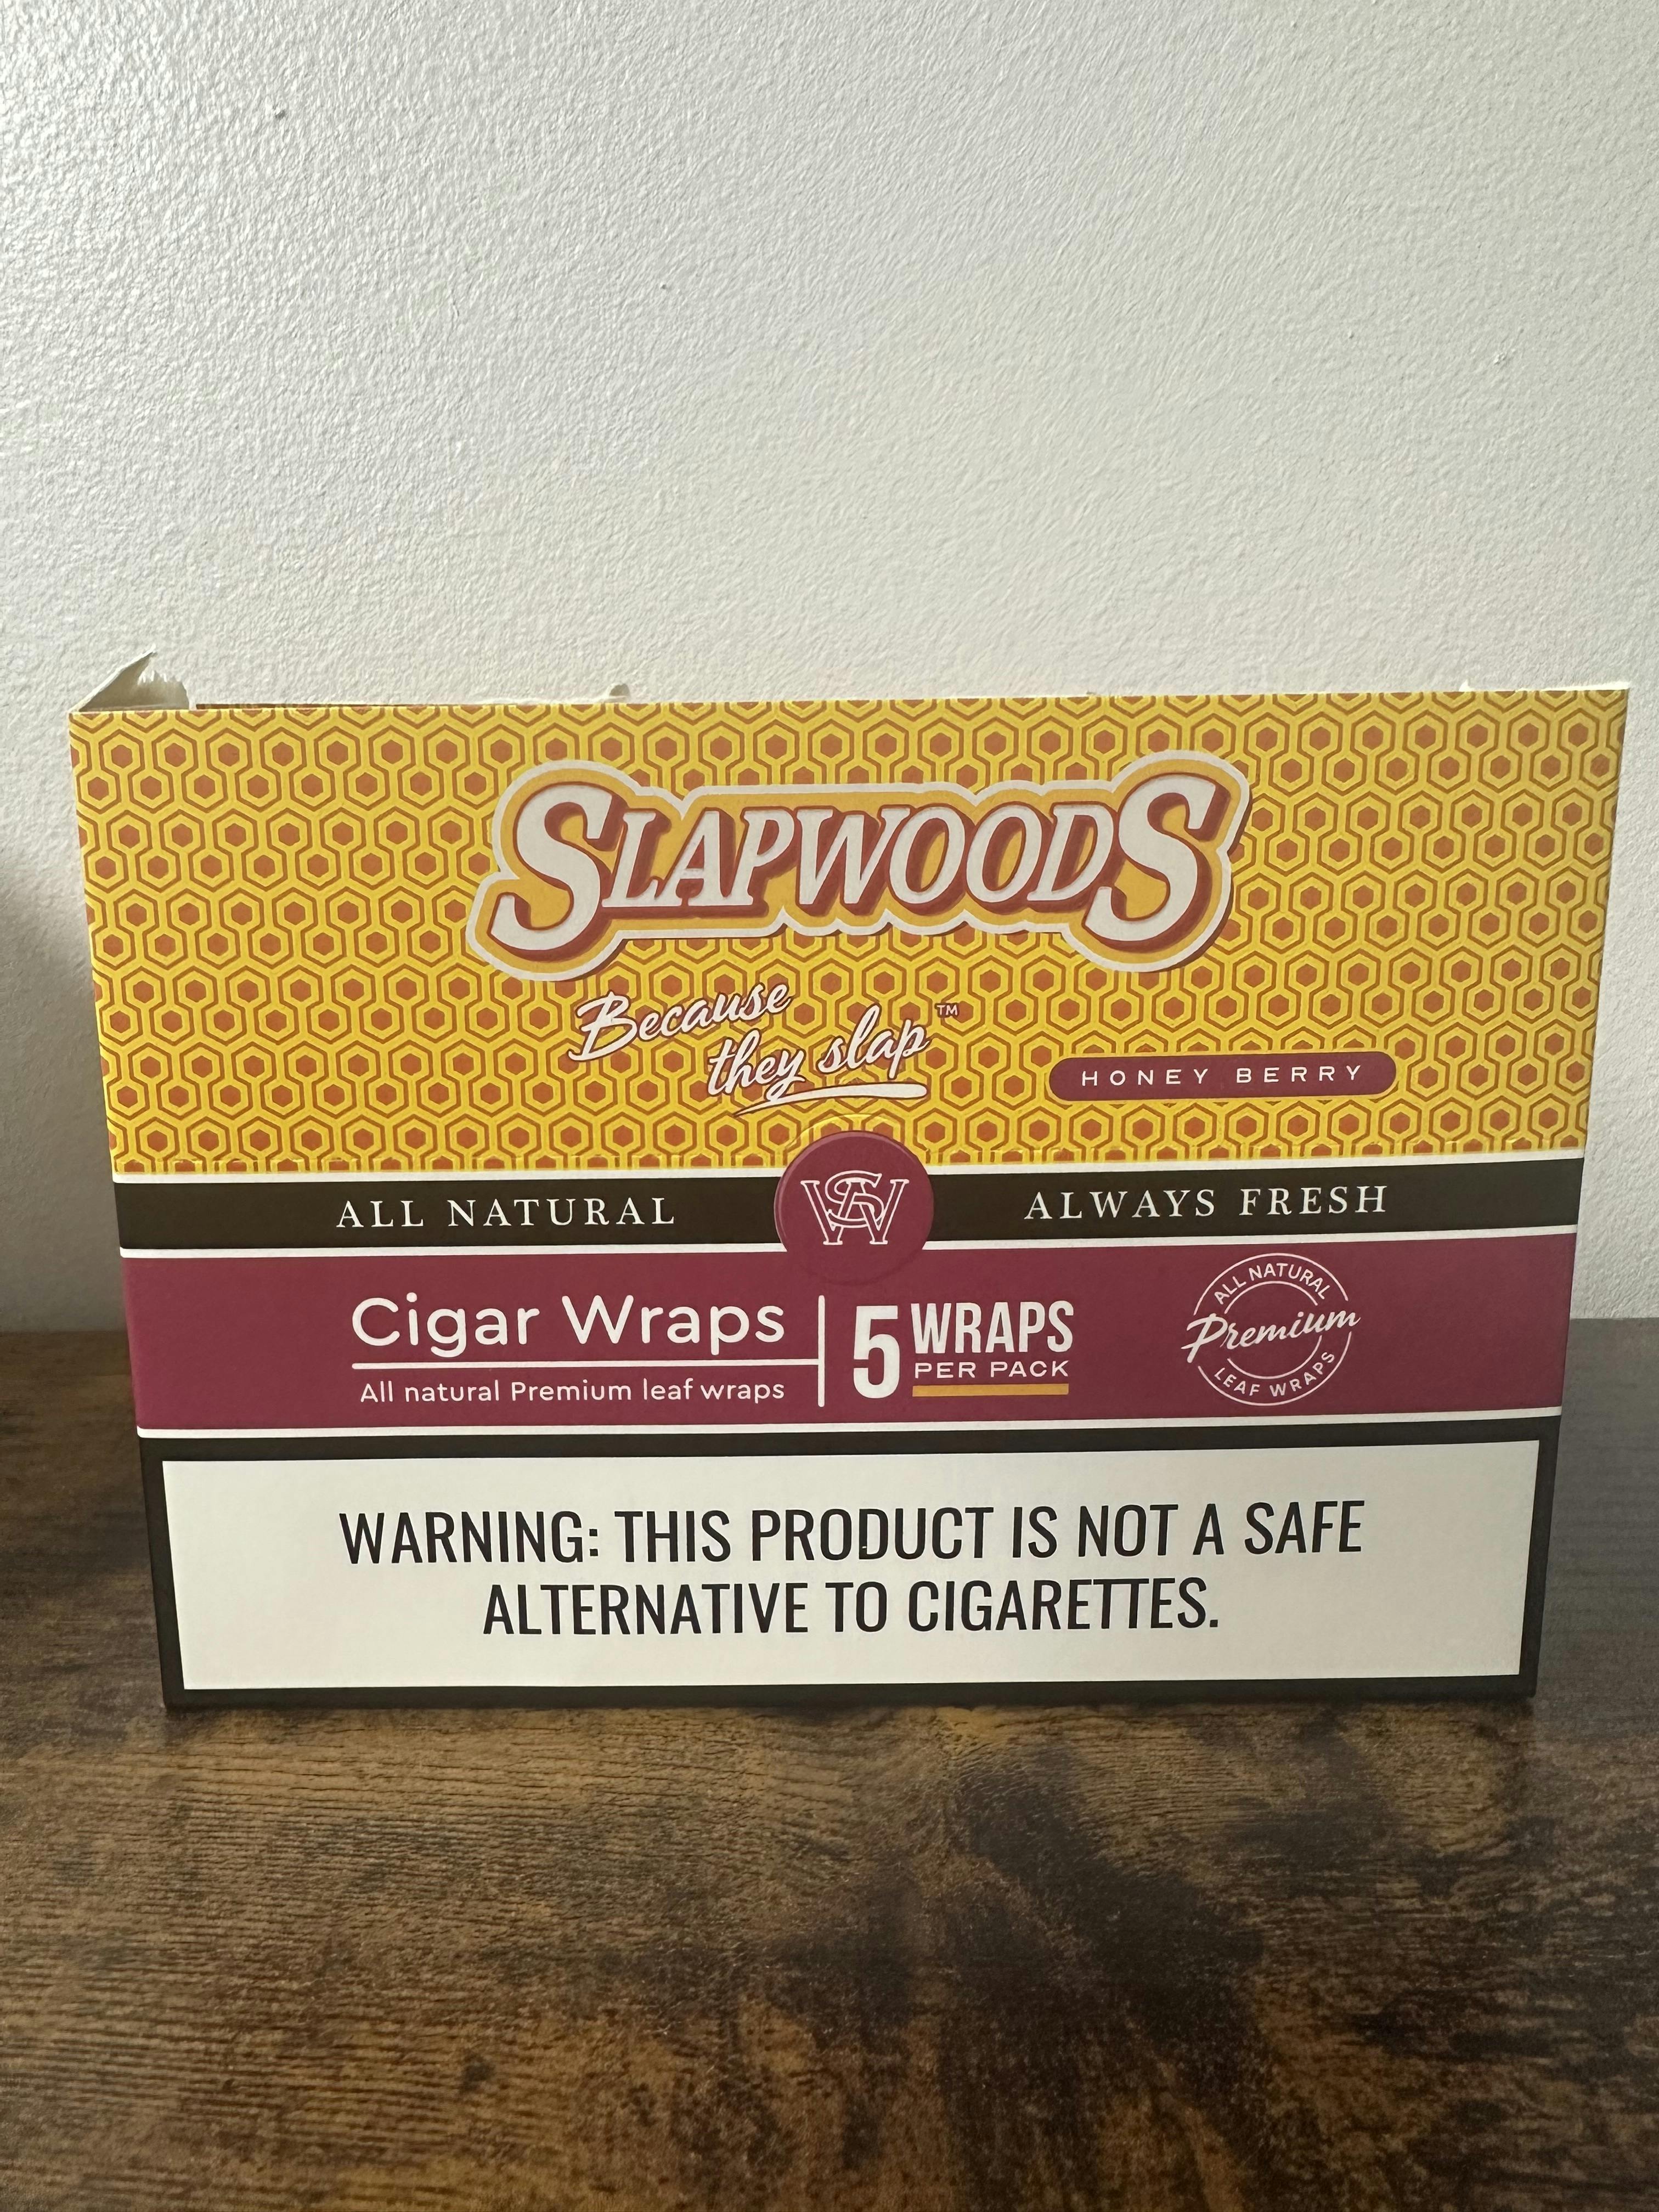 SLAPWOODS
Because
they slap™
HONEY BERRY
ALL NATURAL
SW
ALWAYS FRESH
Cigar Wraps
All natural Premium leaf wraps
5 WRAPS
PER PACK
ALL NATURAL
Premium
LEAF WRAPS
WARNING: THIS PRODUCT IS NOT A SAFE
ALTERNATIVE TO CIGARETTES.